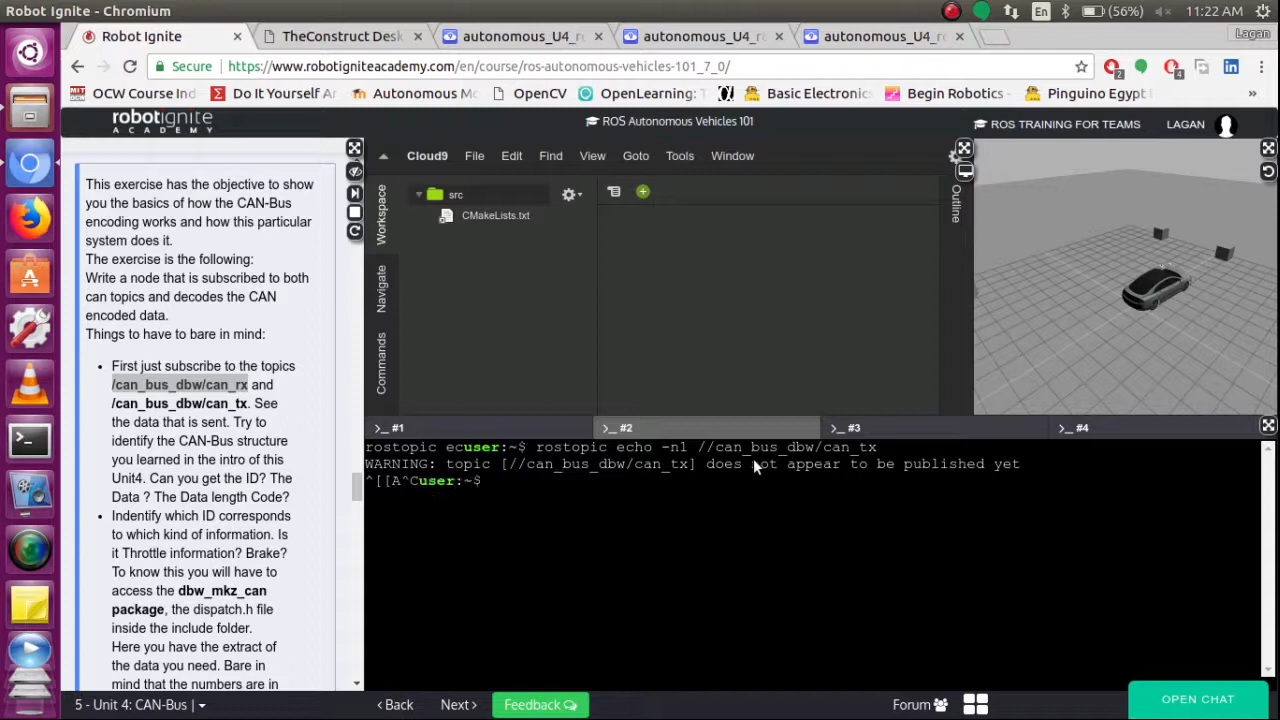 Robot Ignite - Chromium
En
(56%)
11:22 AM
Robot Ignite
TheConstruct Desk
autonomous_U4_r
autonomous_U4_re
autonomous_U4_re
Lagan
Secure
https://www.robotigniteacademy.com/en/course/ros-autonomous-vehicles-101_7_0/
2
4
OCW Course Ind
Do It Yourself Ar
Autonomous Mo
OpenCV
OpenLearning:
Basic Electronics
Begin Robotics -
Pinguino Egypt P
»
robotignite
ACADEMY
ROS Autonomous Vehicles 101
ROS TRAINING FOR TEAMS
LAGAN
This exercise has the objective to show
you the basics of how the CAN-Bus
encoding works and how this particular
system does it.
The exercise is the following:
Write a node that is subscribed to both
can topics and decodes the CAN
encoded data.
Things to have to bare in mind:
• First just subscribe to the topics
/can_bus_dbw/can_rx and
/can_bus_dbw/can_tx. See
the data that is sent. Try to
identify the CAN-Bus structure
you learned in the intro of this
Unit4. Can you get the ID? The
Data ? The Data length Code?
• Indentify which ID corresponds
to which kind of information. Is
it Throttle information? Brake?
To know this you will have to
access the dbw_mkz_can
package, the dispatch.h file
inside the include folder.
Here you have the extract of
the data you need. Bare in
mind that the numbers are in
Cloud9
File
Edit
Find
View
Goto
Tools
Window
Workspace
Navigate
Commands
src
CMakeLists.txt
Outline
>_ #1
>_ #2
>_ #3
>_ #4
rostopic ecuser:~$ rostopic echo -n1 //can_bus_dbw/can_tx
WARNING: topic [//can_bus_dbw/can_tx] does not appear to be published yet
^[[A^Cuser:~$
5 - Unit 4: CAN-Bus |
Back
Next
Feedback
Forum
OPEN CHAT